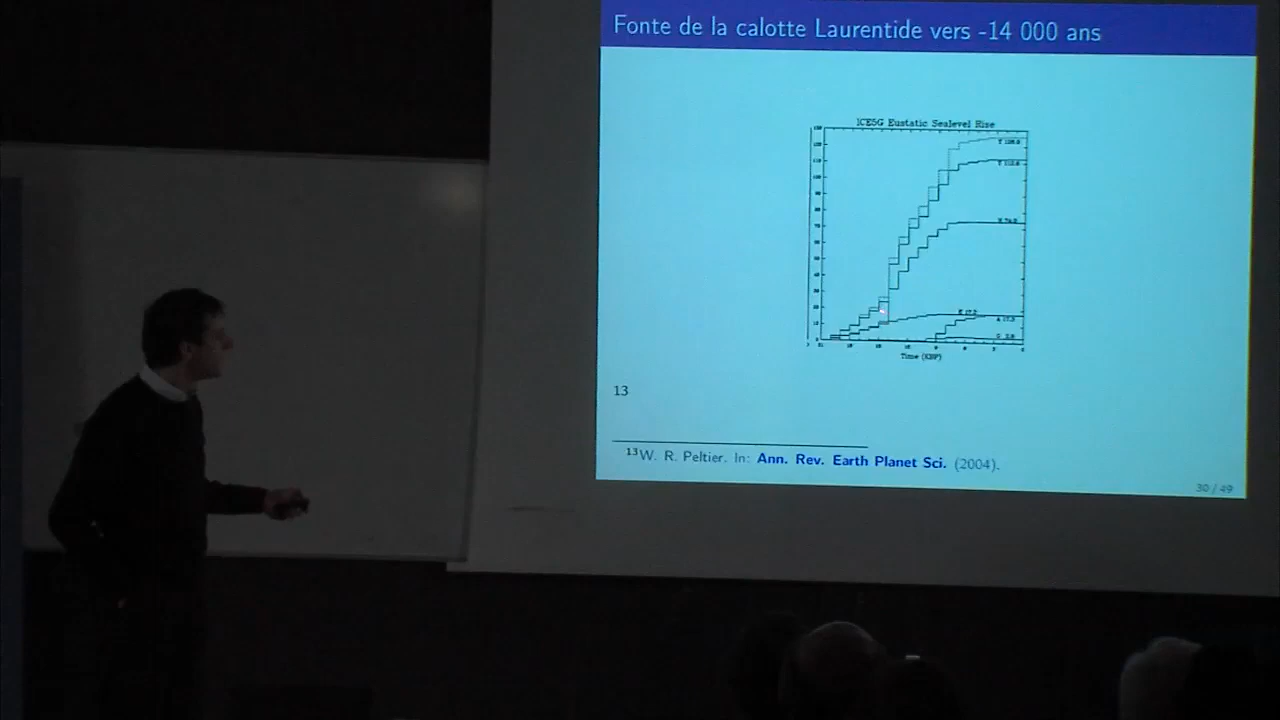 Fonte de la calotte Laurentide vers -14 000 ans
ICE5G Eustatic Sealevel Rise
Time (KBP)
13
13 W. R. Peltier. In: Ann. Rev. Earth Planet Sci. (2004).
30 / 49